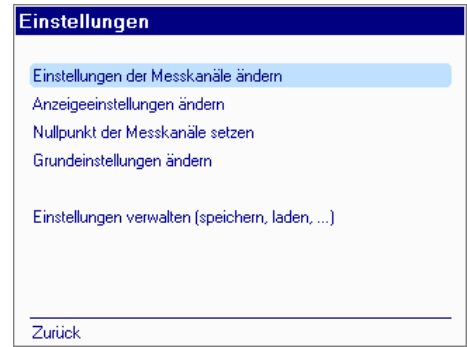 Einstellungen
Einstellungen der Messkanäle ändern
Anzeigeeinstellungen ändern
Nullpunkt der Messkanäle setzen
Grundeinstellungen ändern
Einstellungen verwalten (speichern, laden, ...)
Zurück